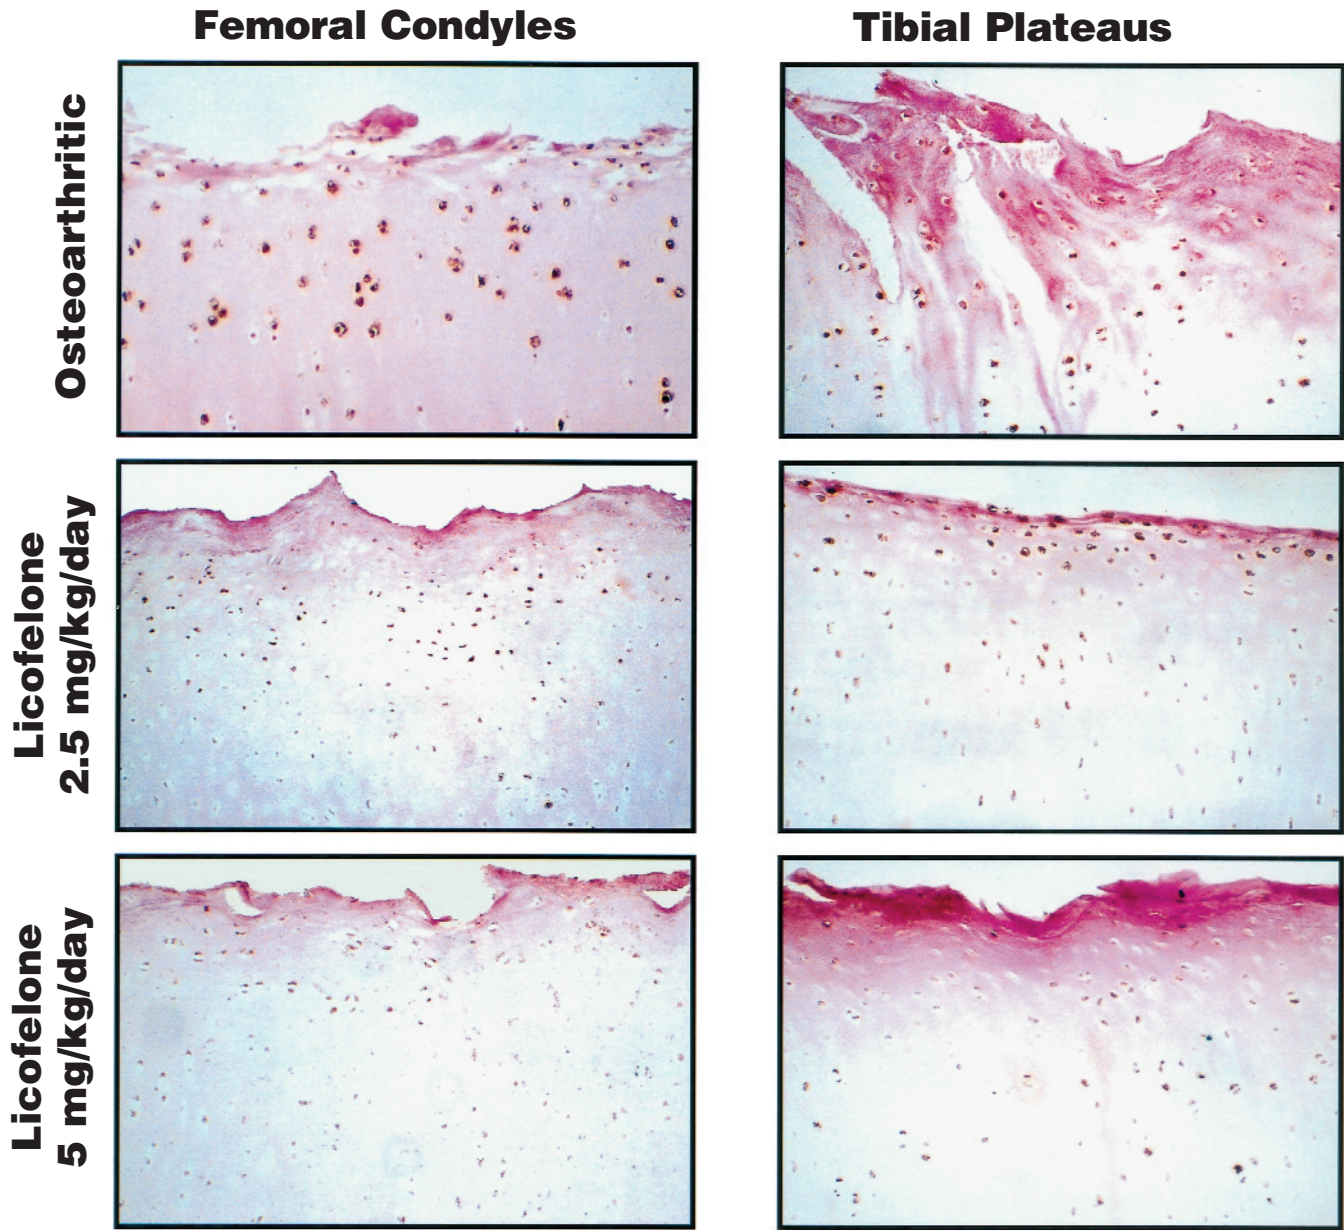 Femoral Condyles
Tibial Plateaus
Osteoarthritic
Licofelone
2.5 mg/kg/day
Licofelone
5 mg/kg/day